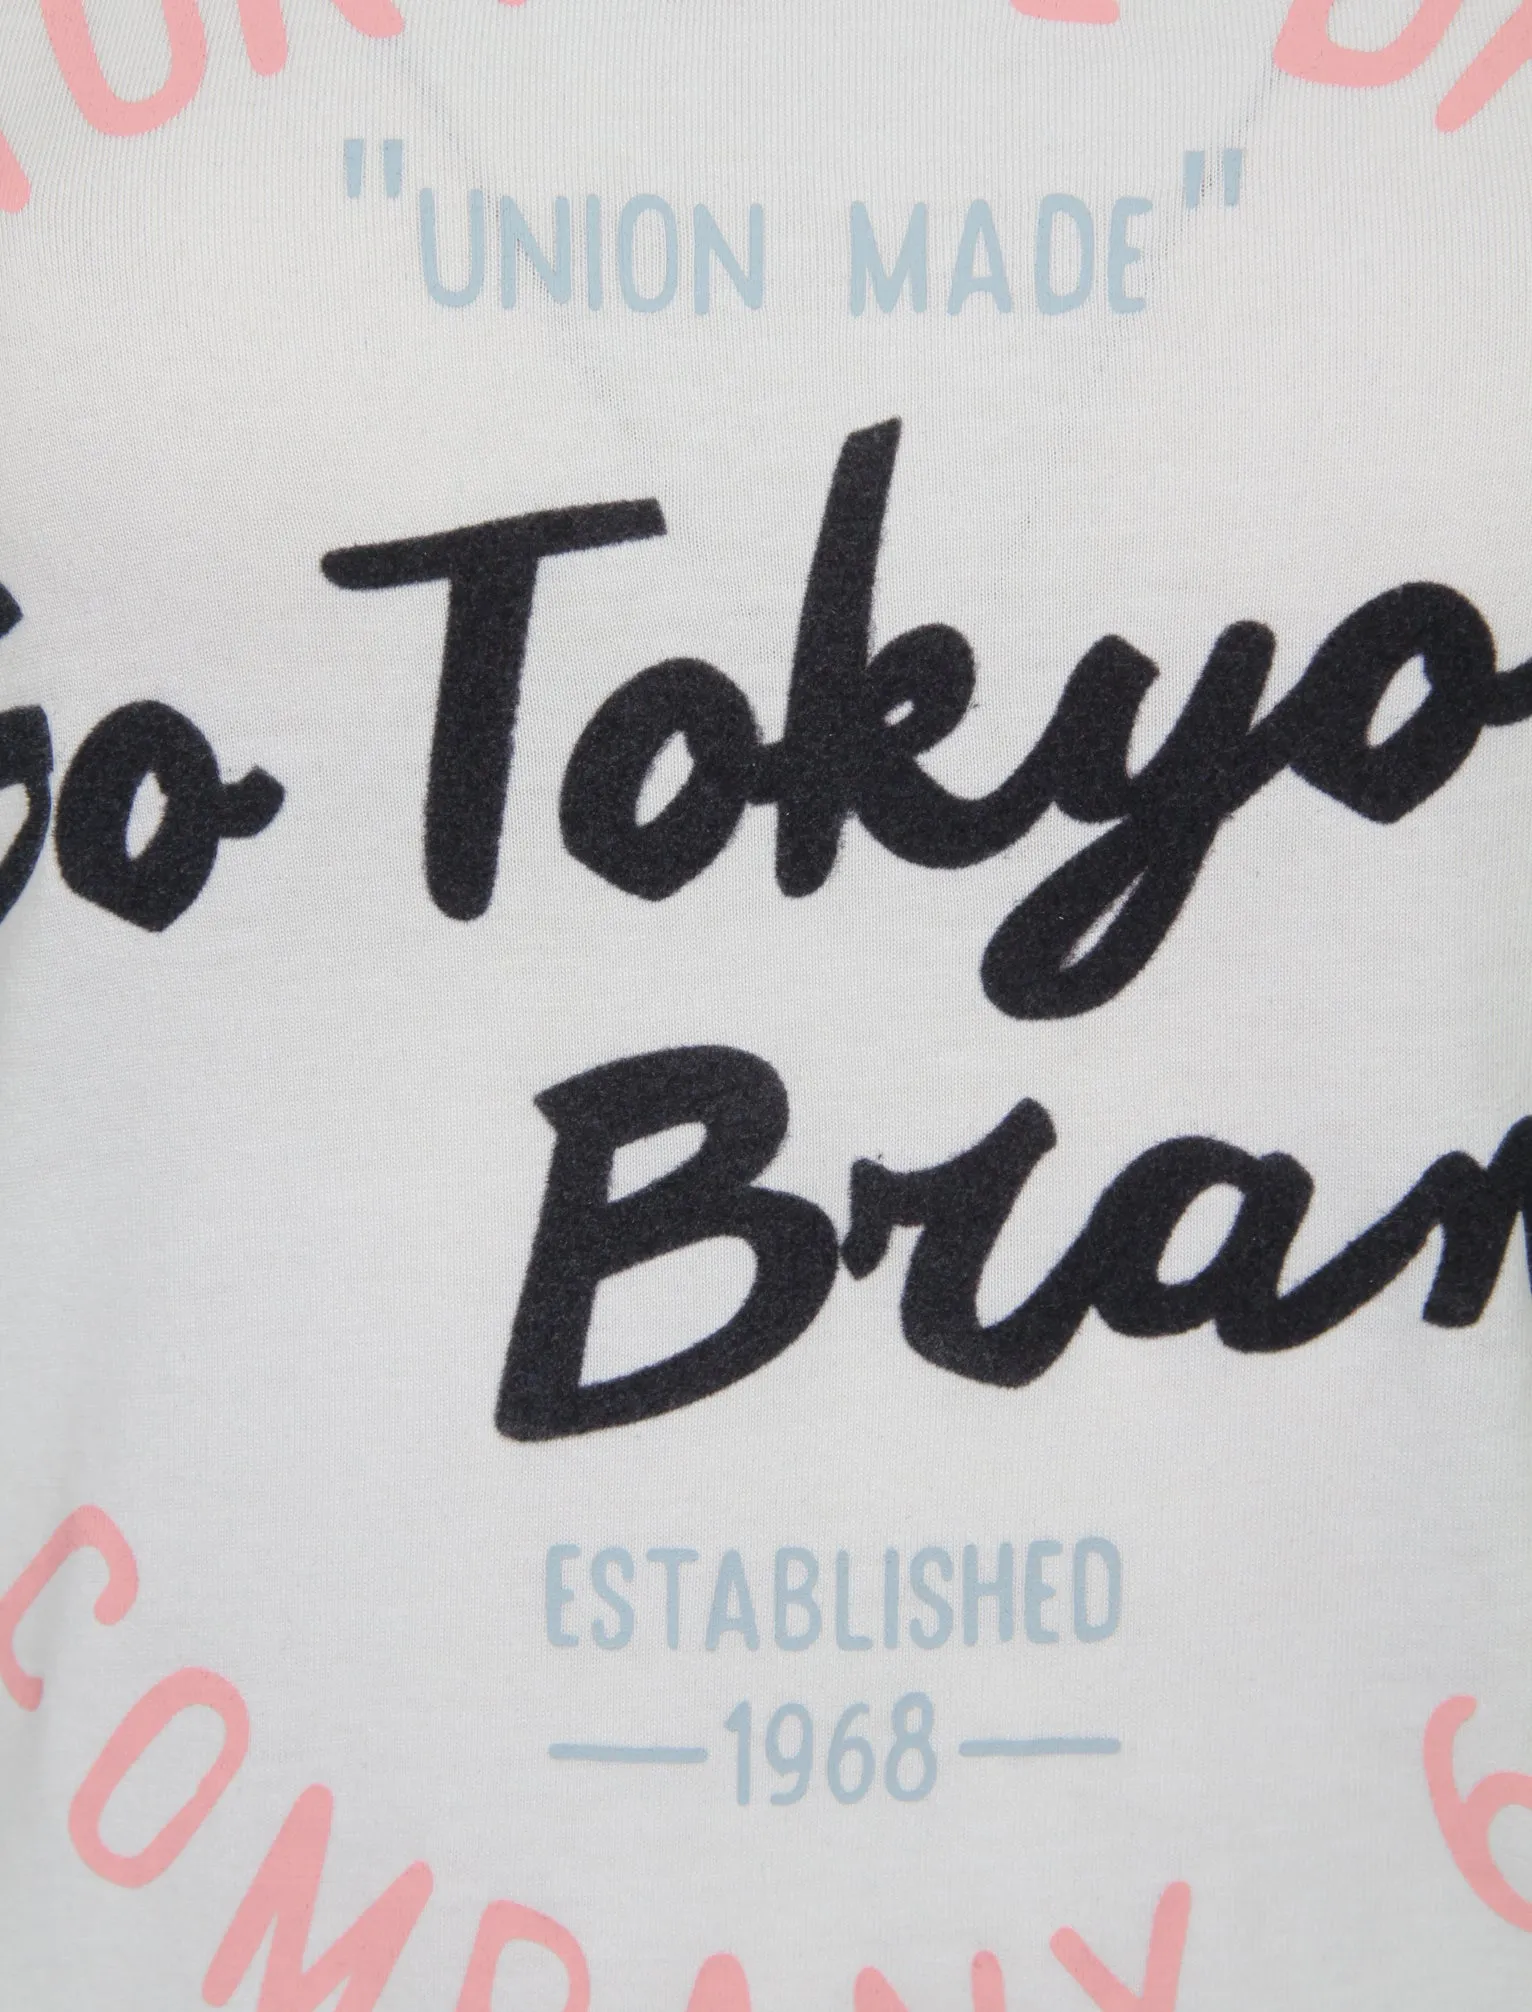 "UNION MADE"
Go Tokyo
Bran
ESTABLISHED
—1968—
COMPANY